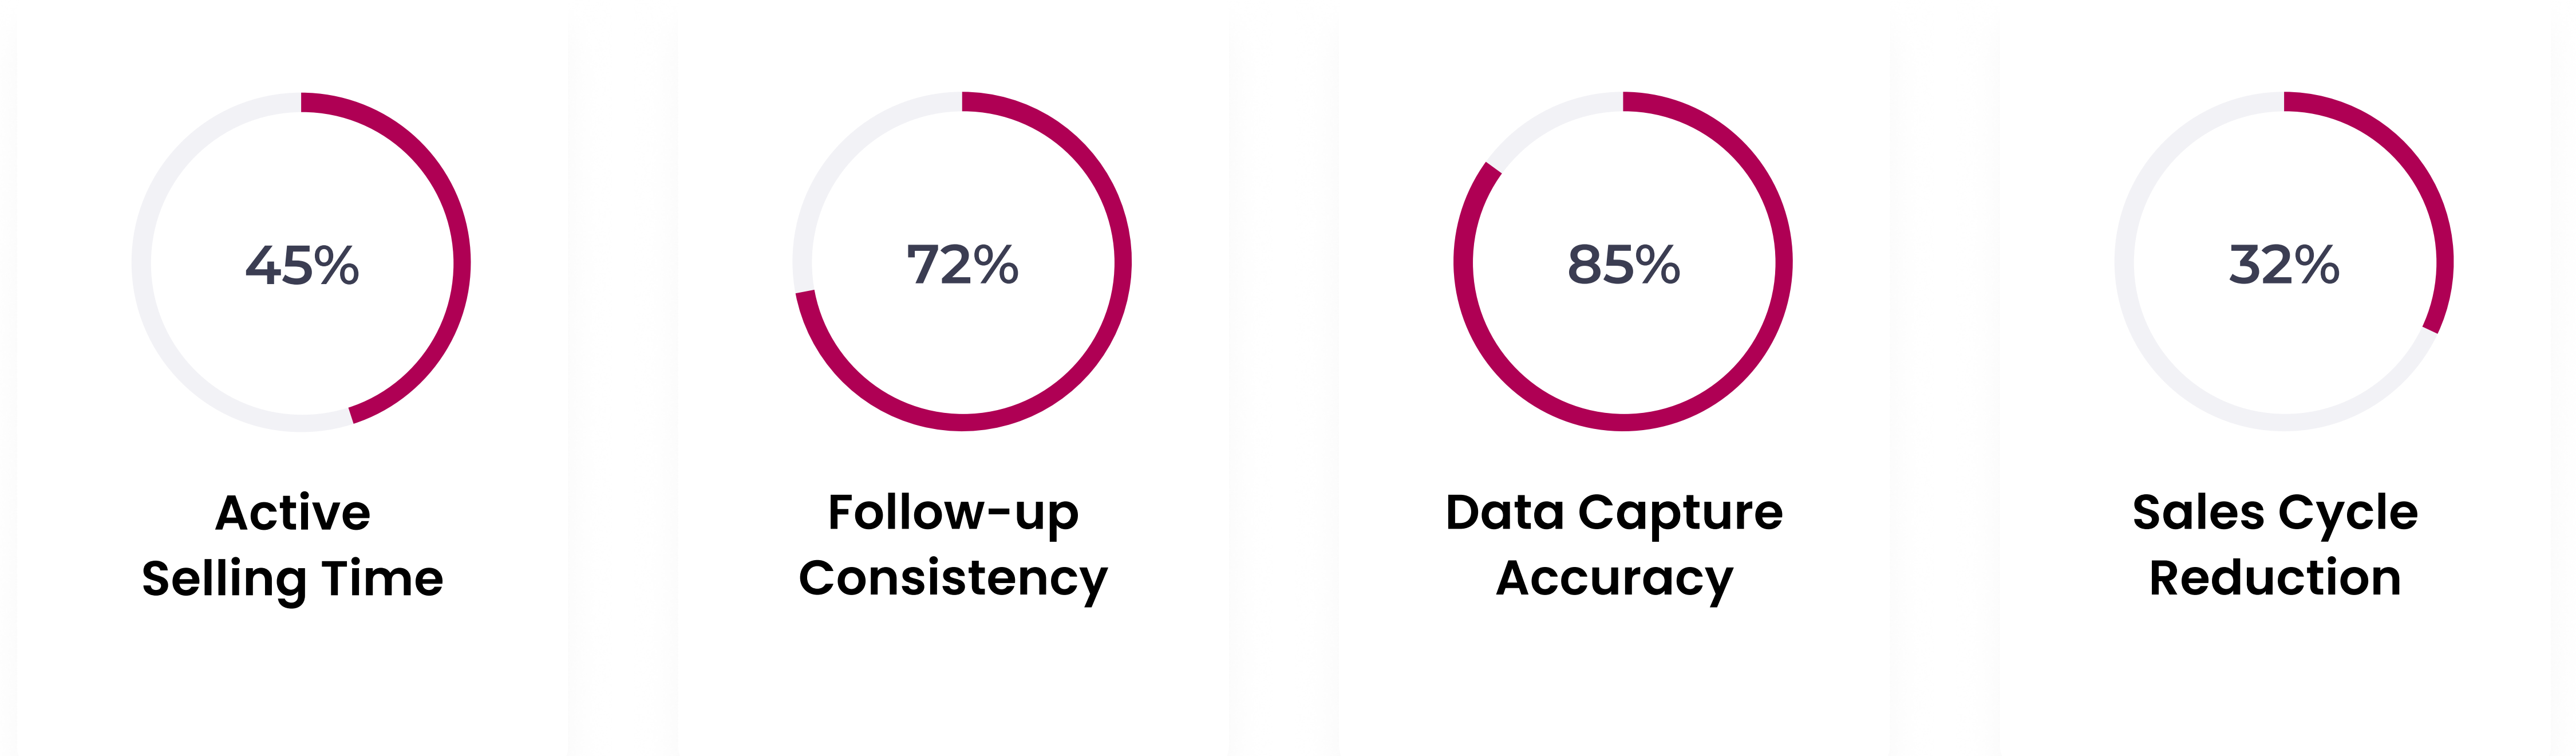 45%
Active
Selling Time
72%
Follow-up
Consistency
85%
Data Capture
Accuracy
32%
Sales Cycle
Reduction